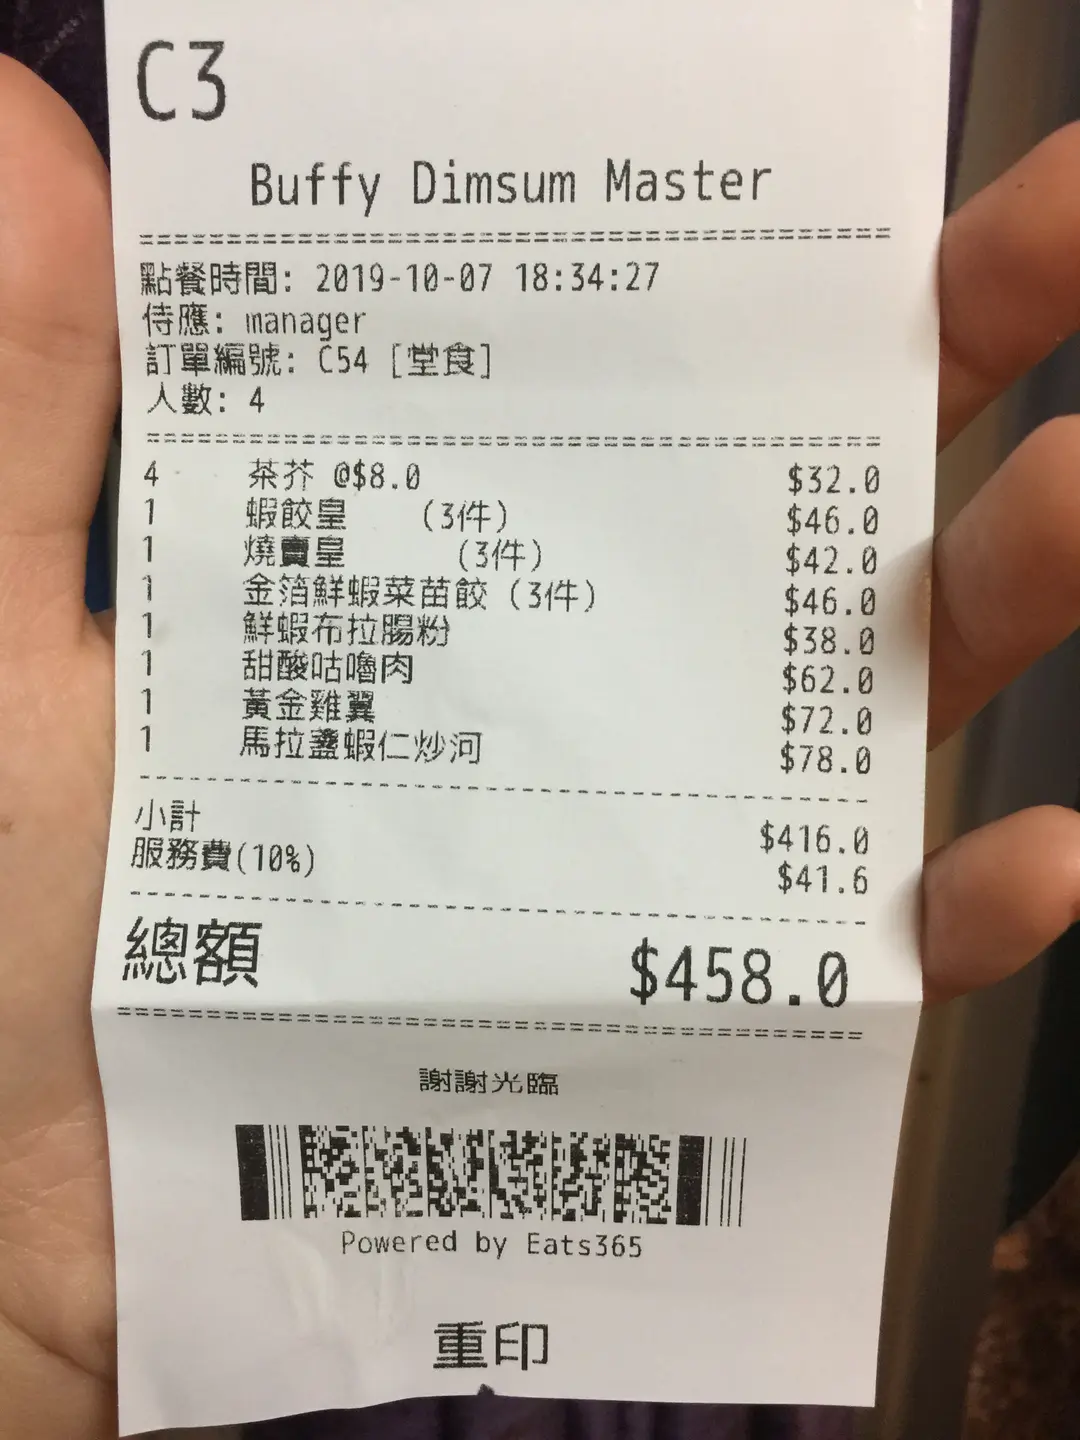 C3
Buffy Dimsum Master
點餐時間: 2019-10-07 18:34:27
侍應: manager
訂單編號: C54 [堂食]
人數: 4
4 茶芥 @$8.0 $32.0
1 蝦餃皇 (3件) $46.0
1 燒賣皇 (3件) $42.0
1 金箔鮮蝦菜苗餃 (3件) $46.0
1 鮮蝦布拉腸粉 $38.0
1 甜酸咕嚕肉 $62.0
1 黃金雞翼 $72.0
1 馬拉盞蝦仁炒河 $78.0
小計 $416.0
服務費(10%) $41.6
總額 $458.0
謝謝光臨
Powered by Eats365
重印